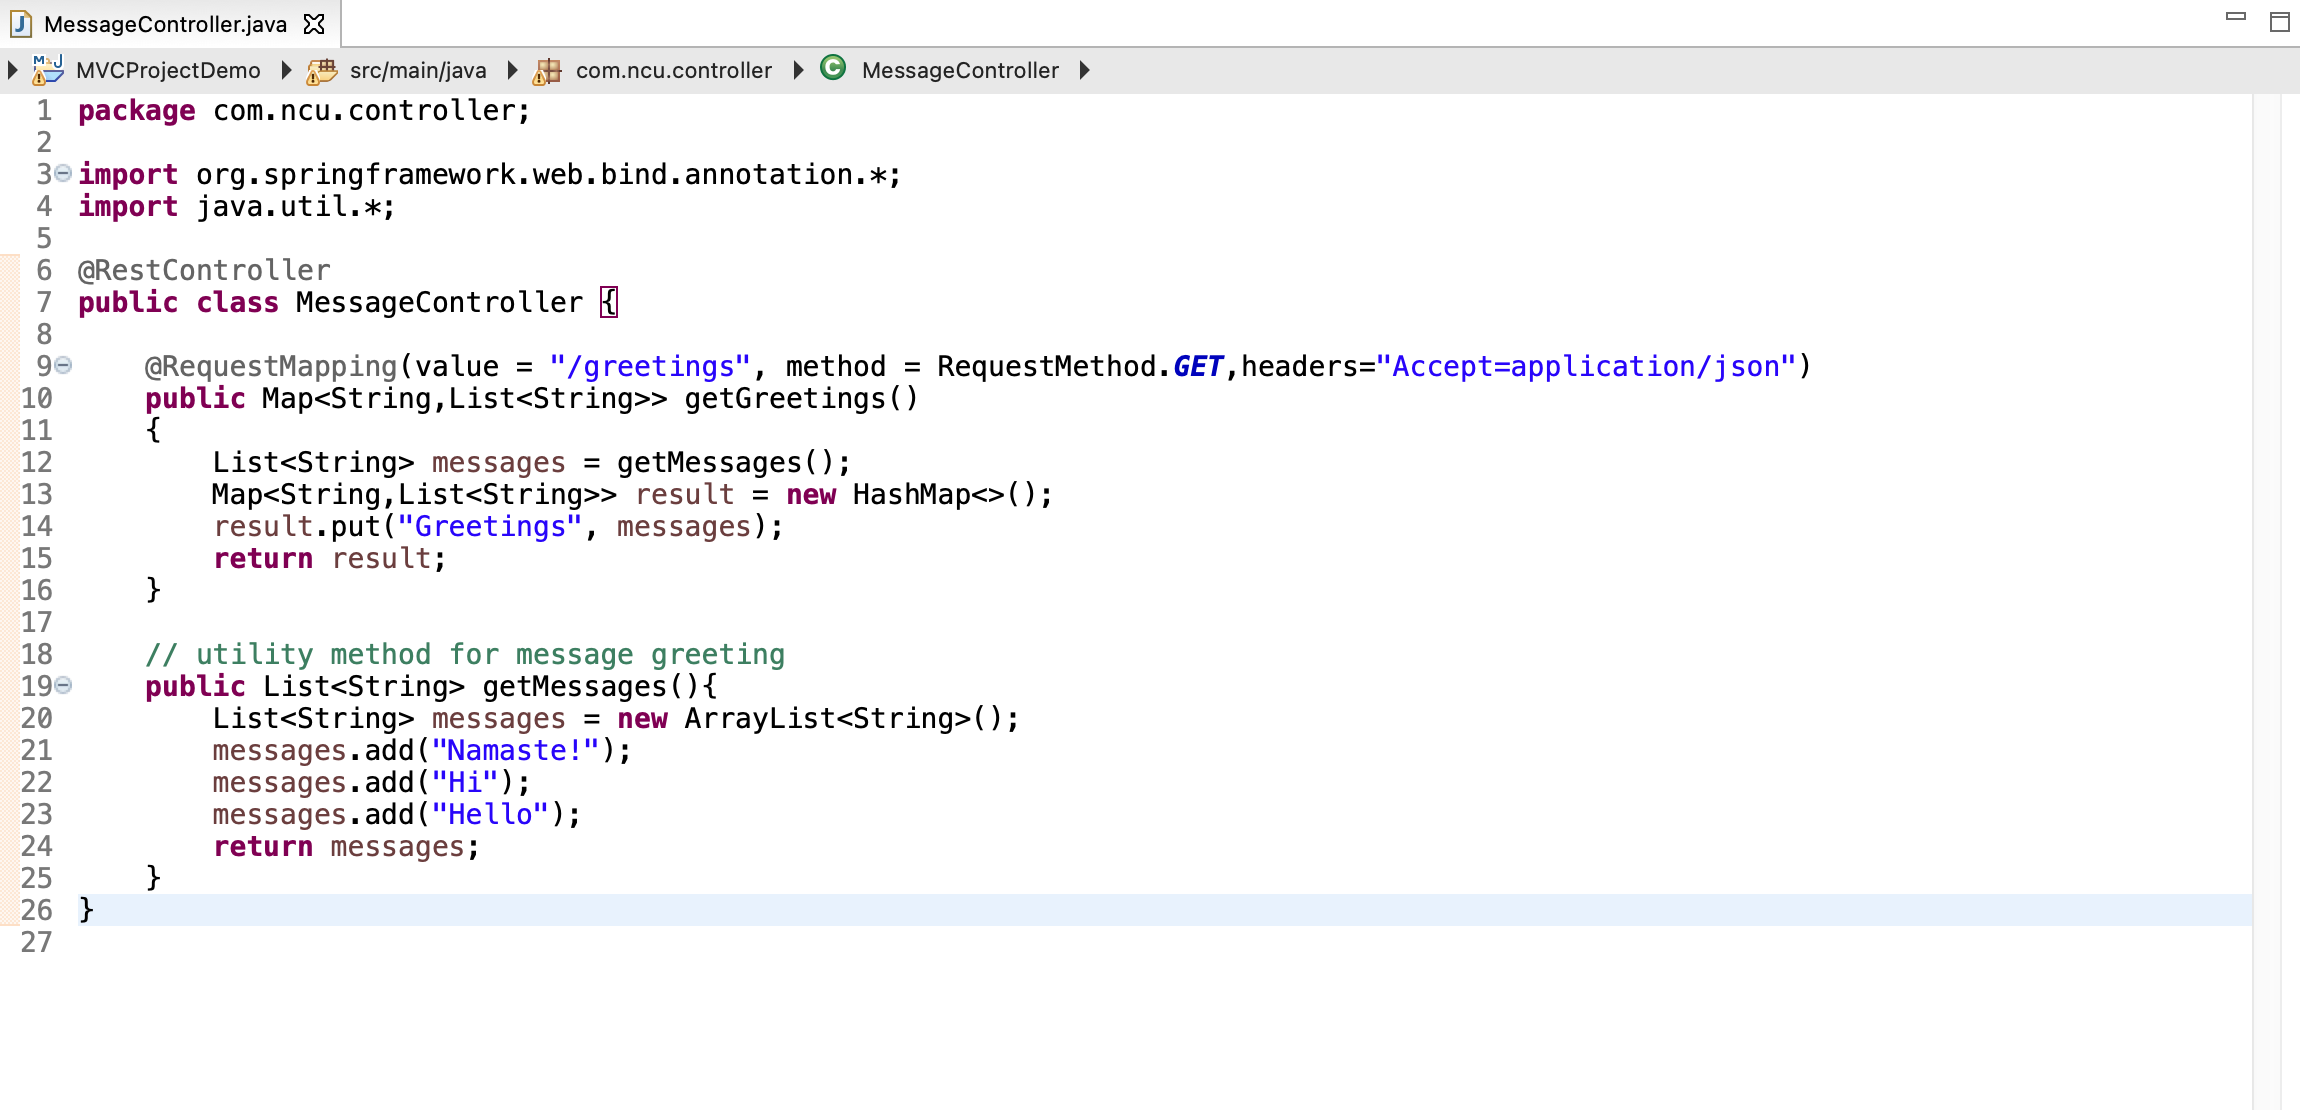 MessageController.java
MVCProjectDemo src/main/java com.ncu.controller MessageController
1 package com.ncu.controller;
2
3 import org.springframework.web.bind.annotation.*;
4 import java.util.*;
5
6 @RestController
7 public class MessageController {
8
9 @RequestMapping(value = "/greetings", method = RequestMethod.GET,headers="Accept=application/json")
10 public Map<String,List<String>> getGreetings()
11 {
12 List<String> messages = getMessages();
13 Map<String,List<String>> result = new HashMap<>();
14 result.put("Greetings", messages);
15 return result;
16 }
17
18 // utility method for message greeting
19 public List<String> getMessages(){
20 List<String> messages = new ArrayList<String>();
21 messages.add("Namaste!");
22 messages.add("Hi");
23 messages.add("Hello");
24 return messages;
25 }
26 }
27